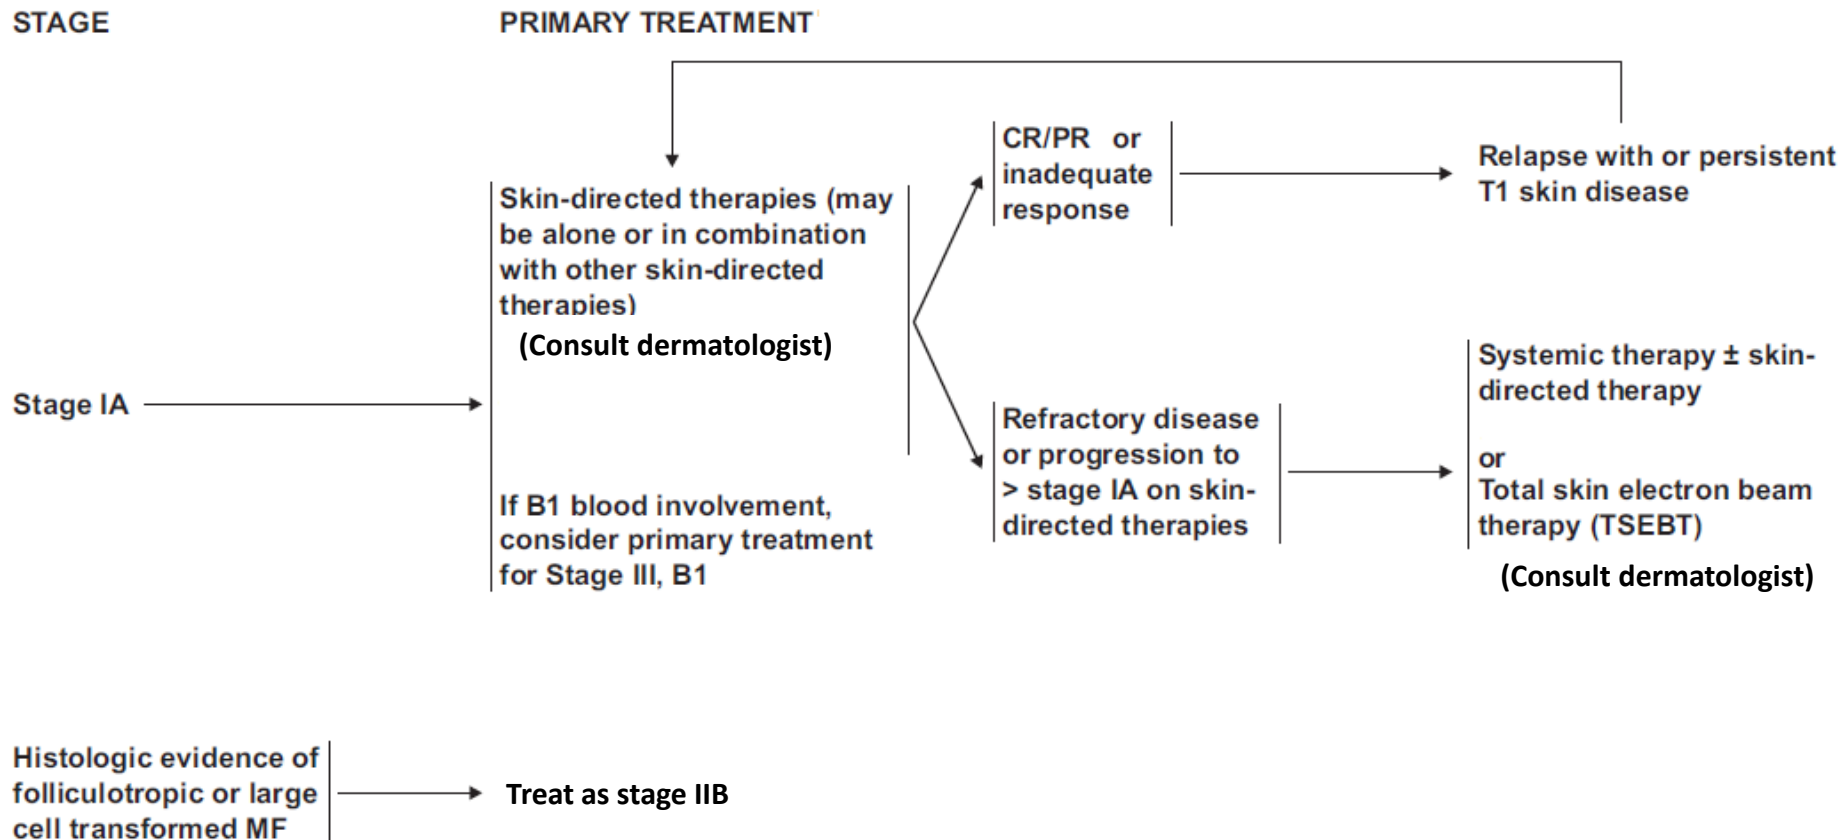 STAGE
PRIMARY TREATMENT
Stage IA
Skin-directed therapies (may
be alone or in combination
with other skin-directed
therapies)
(Consult dermatologist)
If B1 blood involvement,
consider primary treatment
for Stage III, B1
CR/PR or
inadequate
response
Relapse with or persistent
T1 skin disease
Refractory disease
or progression to
> stage IA on skin-
directed therapies
Systemic therapy ± skin-
directed therapy
or
Total skin electron beam
therapy (TSEBT)
(Consult dermatologist)
Histologic evidence of
folliculotropic or large
cell transformed MF
Treat as stage IIB